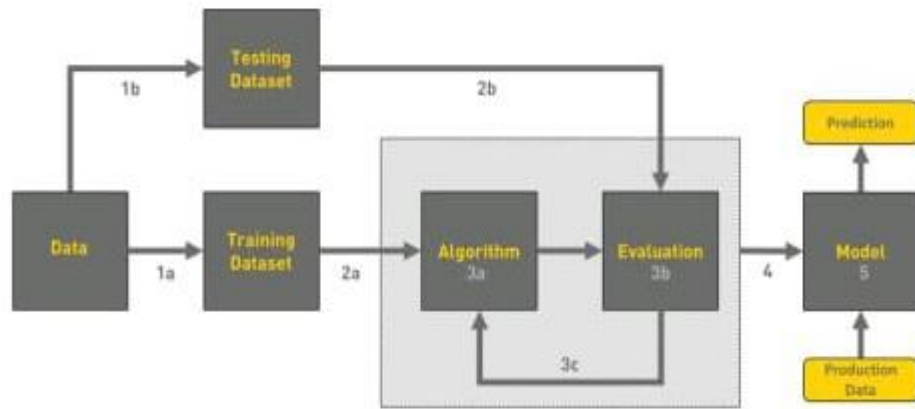 Testing
Dataset
1b
2b
Prediction
Data
Training
Dataset
Algorithm
3a
Evaluation
3b
Model
5
1a
2a
4
3c
Production
Data